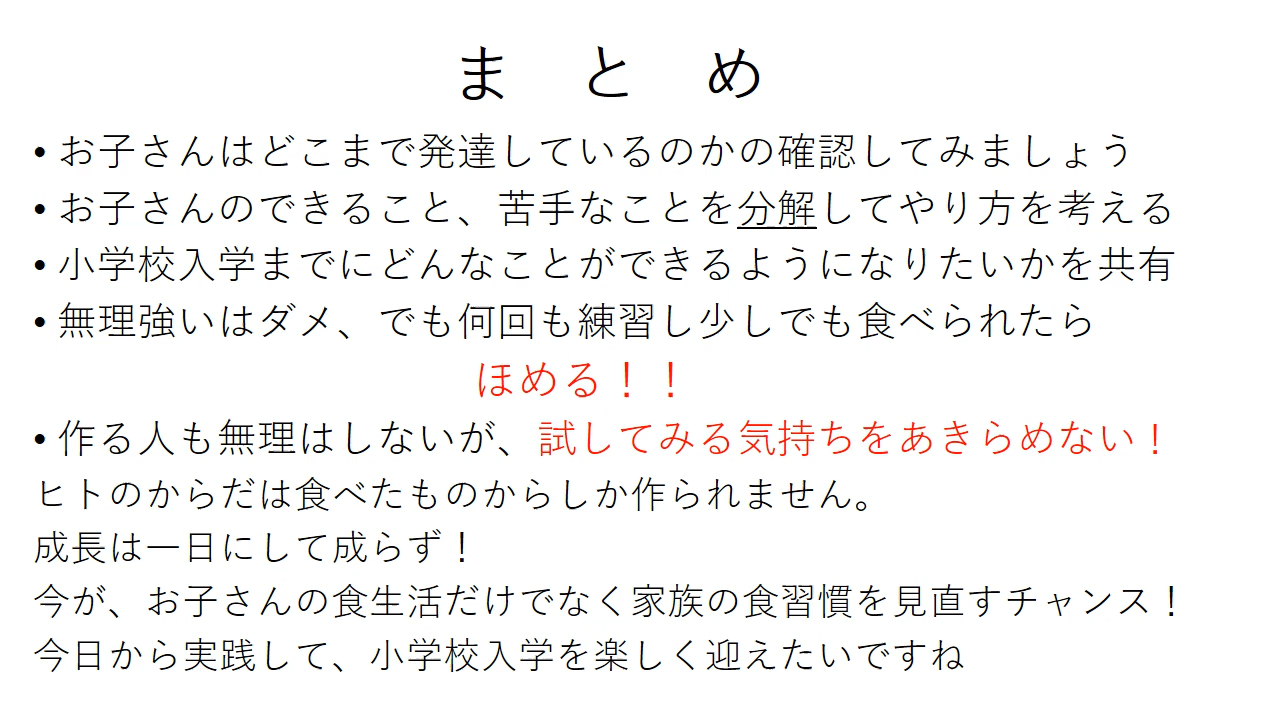 ま　と　め
• お子さんはどこまで発達しているのかの確認してみましょう
• お子さんのできること、苦手なことを分解してやり方を考える
• 小学校入学までにどんなことができるようになりたいかを共有
• 無理強いはダメ、でも何回も練習し少しでも食べられたら
ほめる！！
• 作る人も無理はしないが、試してみる気持ちをあきらめない！
ヒトのからだは食べたものからしか作られません。
成長は一日にして成らず！
今が、お子さんの食生活だけでなく家族の食習慣を見直すチャンス！
今日から実践して、小学校入学を楽しく迎えたいですね